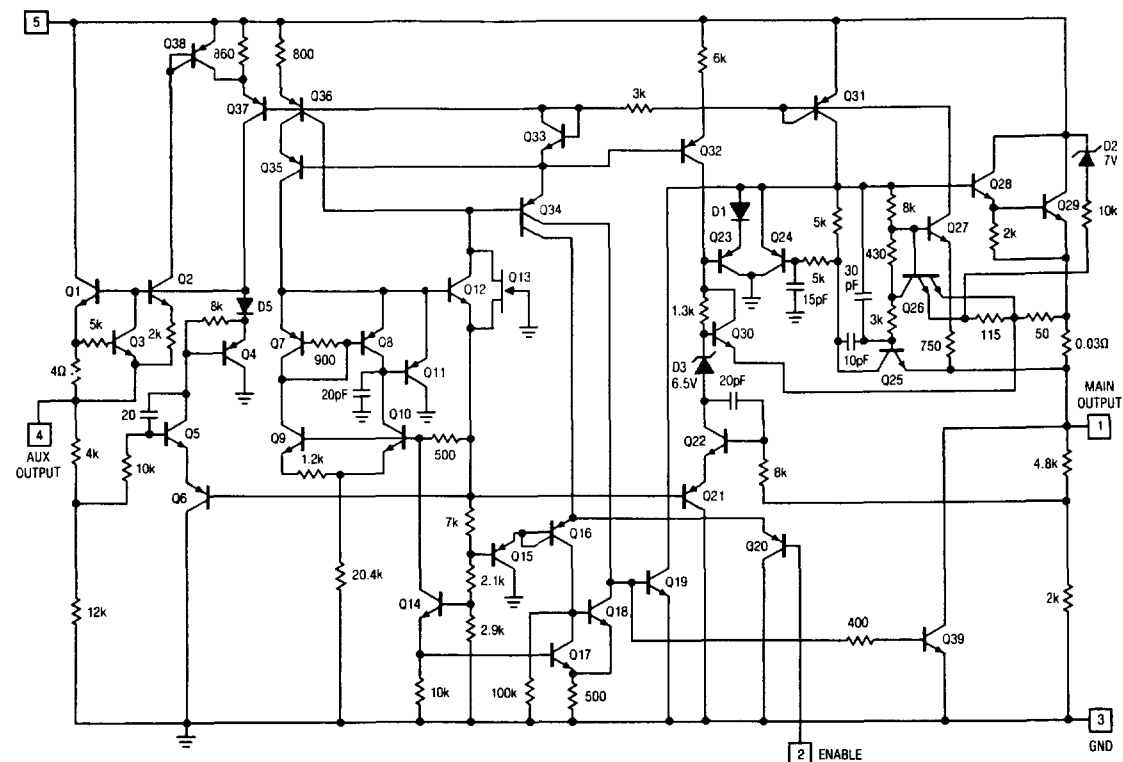 5
Q38
860
800
6k
Q37
Q36
Q33
3k
Q31
Q35
Q32
Q34
D2
7V
Q28
Q29
10k
D1
5k
8k
Q27
2k
Q23
Q24
430
Q1
Q2
Q12
Q13
5k
30
pF
15pF
Q26
8k
D5
5k
Q3
2k
Q4
1.3k
Q30
3k
115
50
4Ω
Q7
900
Q8
Q11
D3
6.5V
10pF
750
0.03Ω
20pF
20pF
Q25
MAIN
OUTPUT
1
4
AUX
OUTPUT
20
Q5
Q9
Q10
500
Q22
4k
10k
1.2k
8k
4.8k
Q6
Q21
7k
Q16
Q20
Q15
20.4k
2.1k
Q19
12k
Q14
Q18
2k
2.9k
400
Q39
Q17
10k
100k
500
3
GND
2 ENABLE